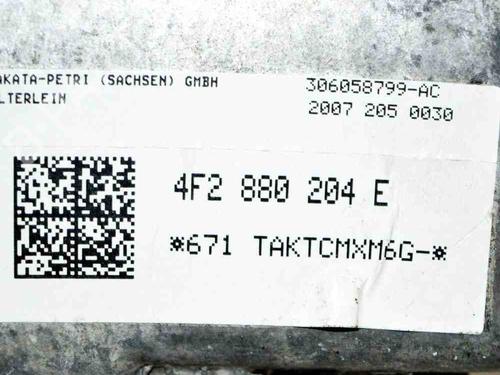 AKATA-PETRI (SACHSEN) GMBH
LTERLEIN
306058799-AC
2007 205 0030
4F2 880 204 E
*671 TAKTCMXM6G-*